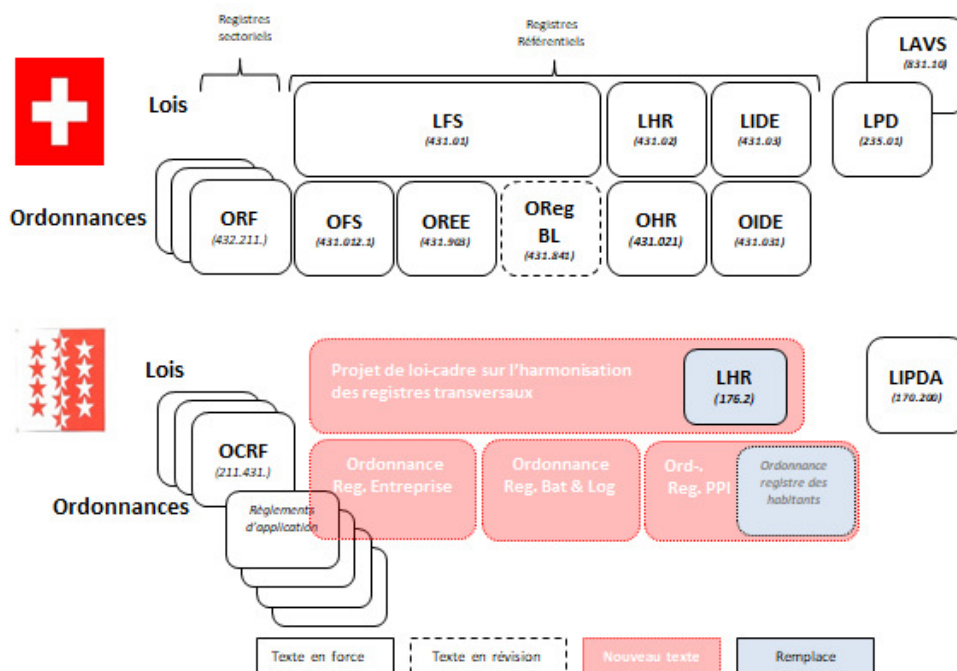 Registres
sectoriels
Registres
Référentiels
LAVS
(831.10)
Lois
LFS
(431.01)
LHR
(431.02)
LIDE
(431.03)
LPD
(235.01)
Ordonnances
ORF
(432.211.)
OFS
(431.012.1)
OREE
(431.903)
OReg
BL
(431.841)
OHR
(431.021)
OIDE
(431.031)
Lois
Projet de loi-cadre sur l'harmonisation
des registres transversaux
LHR
(176.2)
LIPDA
(170.200)
OCRF
(211.431.)
Ordonnances
Ordonnance
Reg. Entreprise
Ordonnance
Reg. Bat & Log
Ord-.
Reg. PPI
Ordonnance
registre des
habitants
Règlements
d'application
Texte en force
Texte en révision
Nouveau texte
Remplace